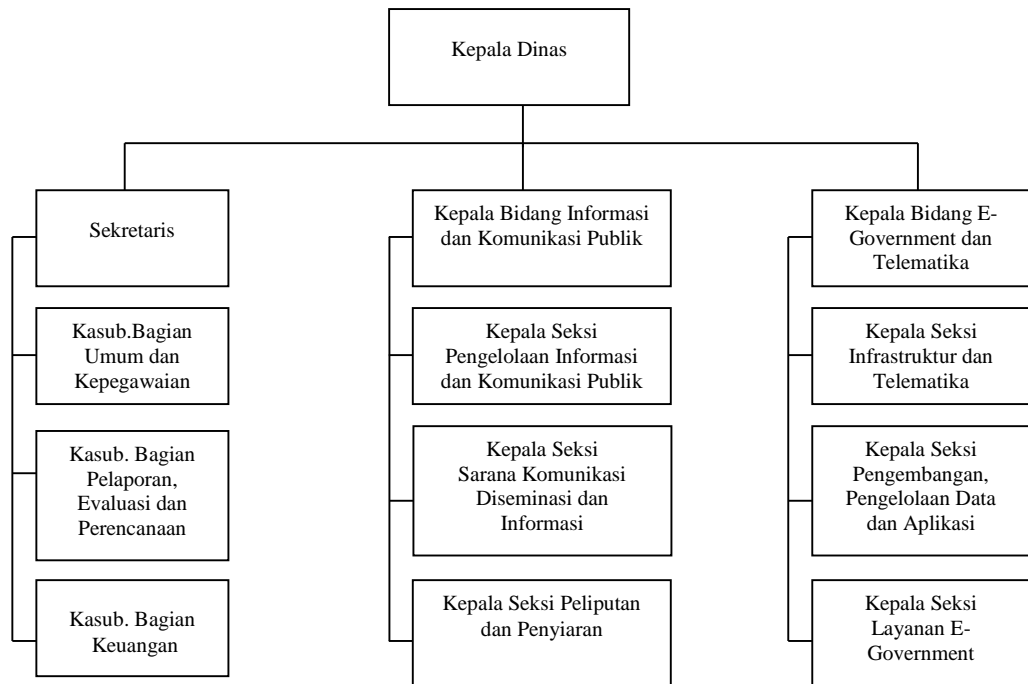 Kepala Dinas
Sekretaris
Kepala Bidang Informasi
dan Komunikasi Publik
Kepala Bidang E-
Government dan
Telematika
Kasub.Bagian
Umum dan
Kepegawaian
Kepala Seksi
Pengelolaan Informasi
dan Komunikasi Publik
Kepala Seksi
Infrastruktur dan
Telematika
Kasub. Bagian
Pelaporan,
Evaluasi dan
Perencanaan
Kepala Seksi
Sarana Komunikasi
Diseminasi dan
Informasi
Kepala Seksi
Pengembangan,
Pengelolaan Data
dan Aplikasi
Kasub. Bagian
Keuangan
Kepala Seksi Peliputan
dan Penyiaran
Kepala Seksi
Layanan E-
Government